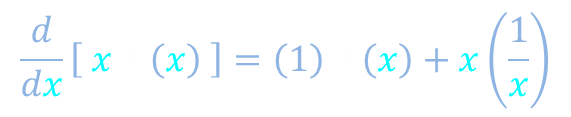 d/dx [ x (x) ] = (1) (x) + x (1/x)